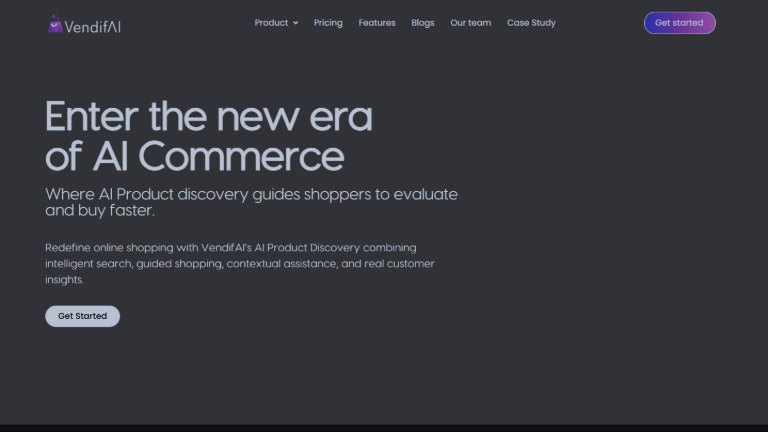 VendifAI
Product
Pricing
Features
Blogs
Our team
Case Study
Get started
Enter the new era
of AI Commerce
Where AI Product discovery guides shoppers to evaluate
and buy faster.
Redefine online shopping with VendifAI's AI Product Discovery combining
intelligent search, guided shopping, contextual assistance, and real customer
insights.
Get Started